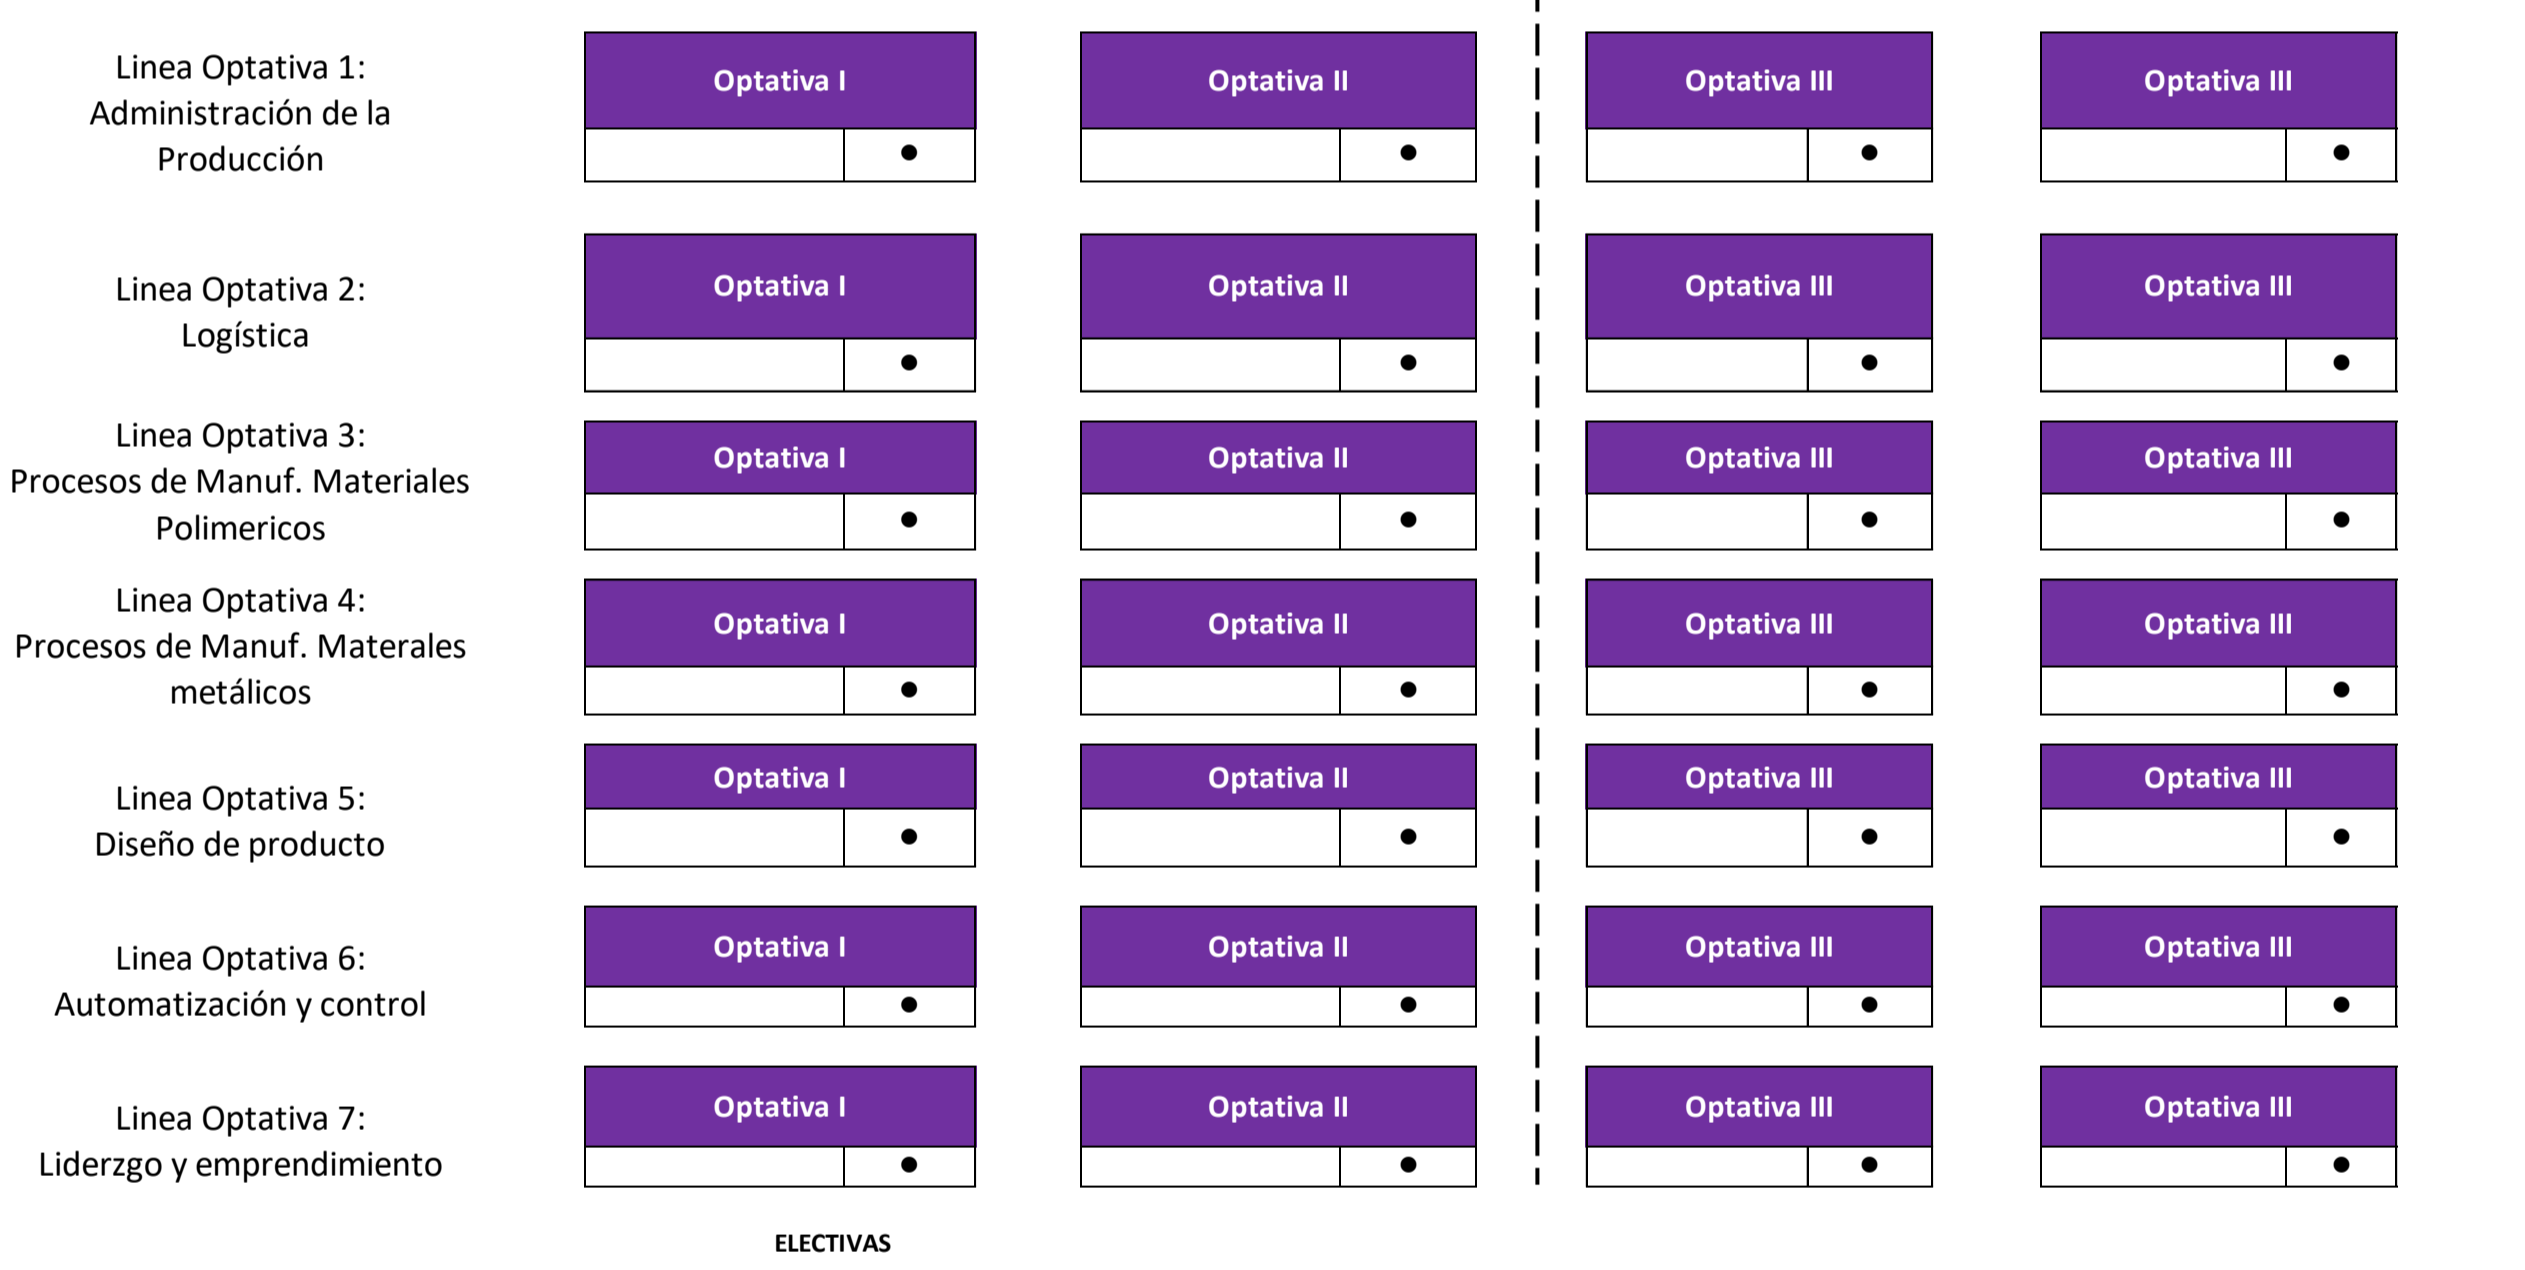 Linea Optativa 1:
Administración de la
Producción
Optativa I
Optativa II
Optativa III
Optativa III
Linea Optativa 2:
Logística
Optativa I
Optativa II
Optativa III
Optativa III
Linea Optativa 3:
Procesos de Manuf. Materiales
Polimericos
Optativa I
Optativa II
Optativa III
Optativa III
Linea Optativa 4:
Procesos de Manuf. Materales
metálicos
Optativa I
Optativa II
Optativa III
Optativa III
Linea Optativa 5:
Diseño de producto
Optativa I
Optativa II
Optativa III
Optativa III
Linea Optativa 6:
Automatización y control
Optativa I
Optativa II
Optativa III
Optativa III
Linea Optativa 7:
Liderzgo y emprendimiento
Optativa I
Optativa II
Optativa III
Optativa III
ELECTIVAS